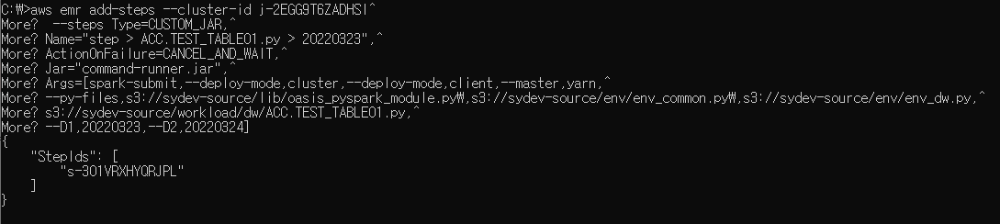 C:₩>aws emr add-steps --cluster-id j-2EGG9T6ZADHSI^
More?  --steps Type=CUSTOM_JAR,^
More? Name="step > ACC.TEST_TABLE01.py > 20220323",^
More? ActionOnFailure=CANCEL_AND_WAIT,^
More? Jar="command-runner.jar",^
More? Args=[spark-submit,--deploy-mode,cluster,--deploy-mode,client,--master,yarn,^
More? --py-files,s3://sydev-source/lib/oasis_pyspark_module.py₩,s3://sydev-source/env/env_common.py₩,s3://sydev-source/env/env_dw.py,^
More? s3://sydev-source/workload/dw/ACC.TEST_TABLE01.py,^
More? --D1,20220323,--D2,20220324]
{
    "StepIds": [
        "s-301VRXHYQRJPL"
    ]
}